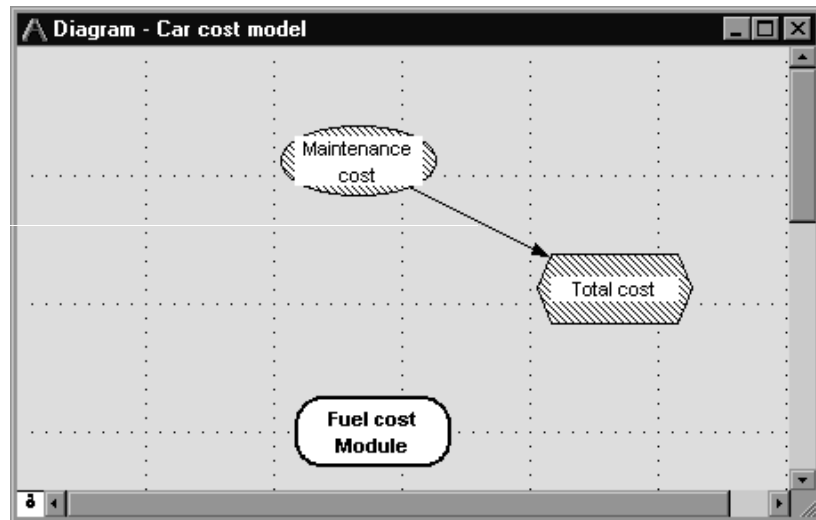 Diagram - Car cost model
Maintenance
cost
Total cost
Fuel cost
Module